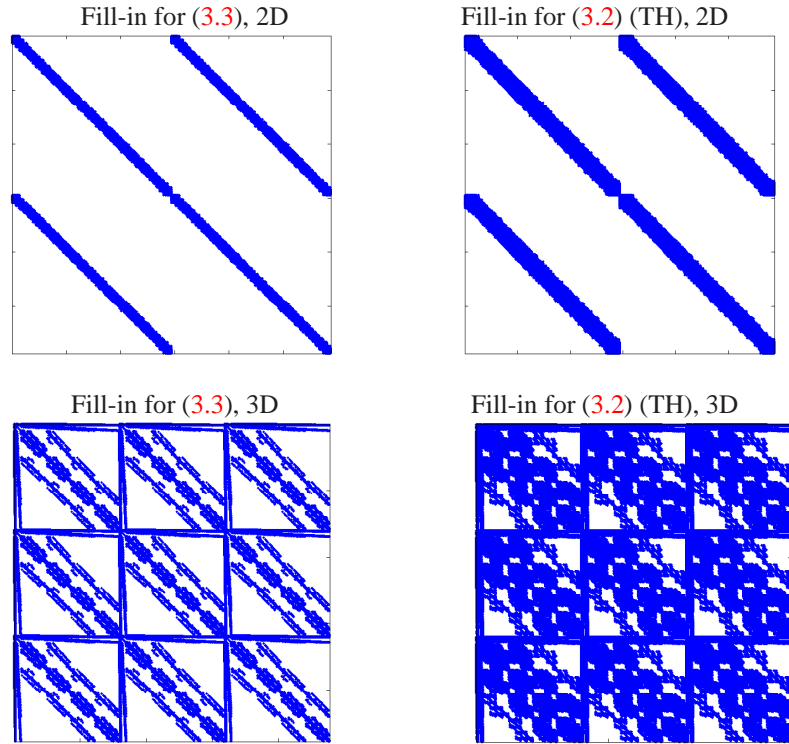 Fill-in for (3.3), 2D
Fill-in for (3.2) (TH), 2D
Fill-in for (3.3), 3D
Fill-in for (3.2) (TH), 3D